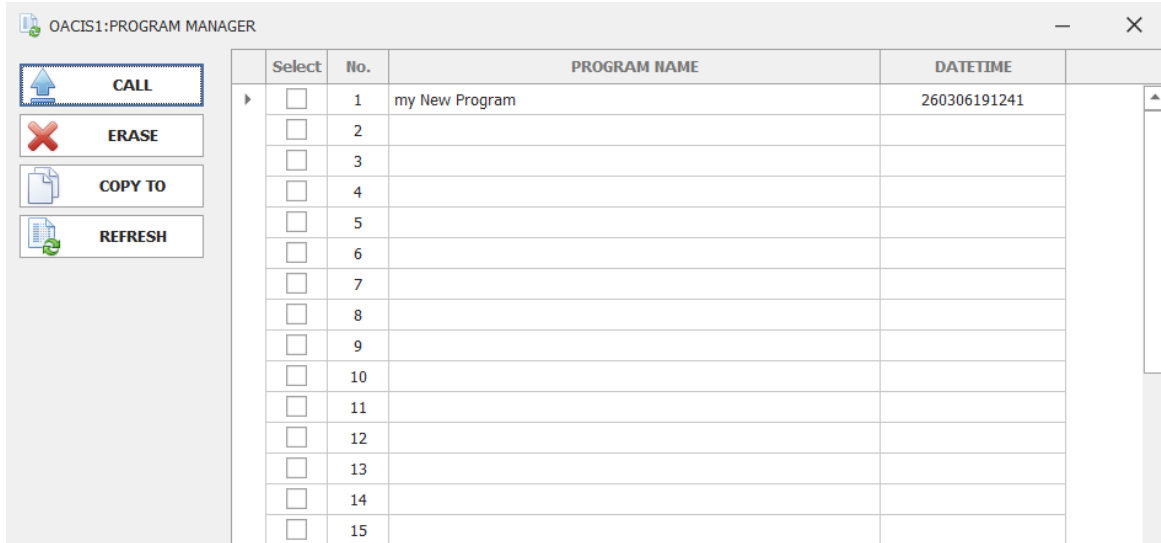 OACIS1:PROGRAM MANAGER
CALL
ERASE
COPY TO
REFRESH
Select No. PROGRAM NAME DATETIME
1 my New Program 260306191241
2
3
4
5
6
7
8
9
10
11
12
13
14
15